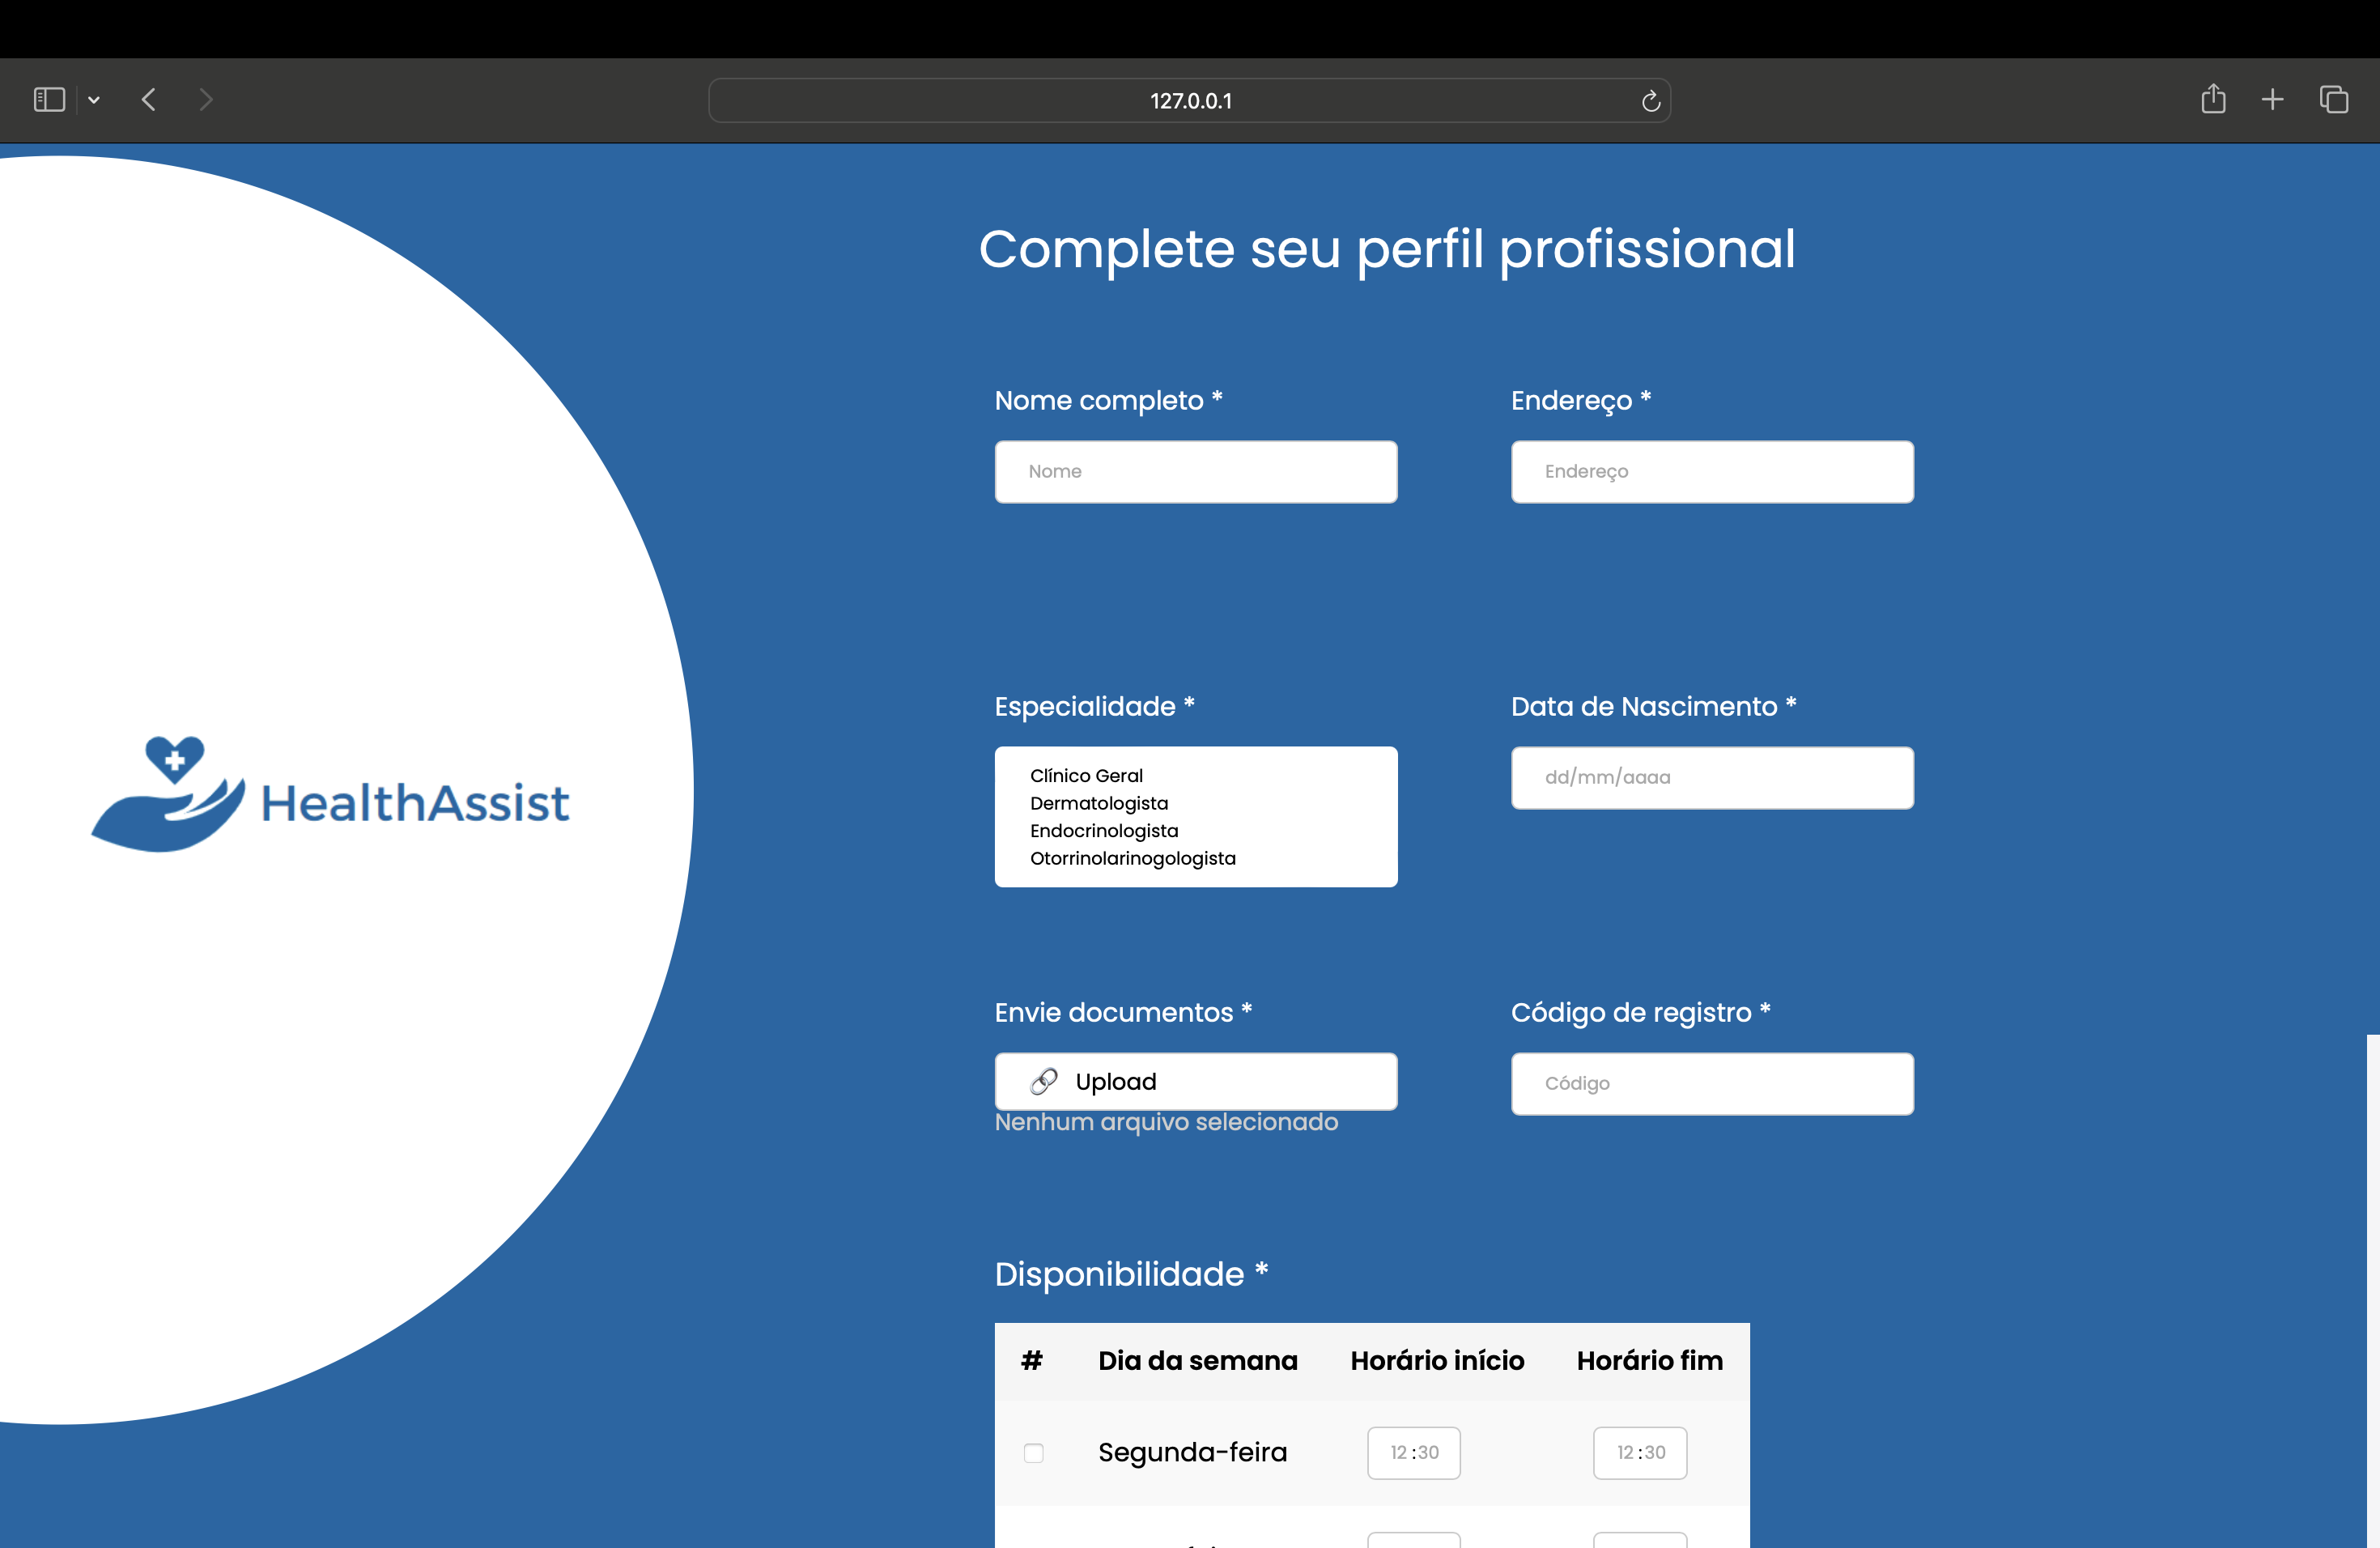 127.0.0.1
Complete seu perfil profissional
Nome completo *
Endereço *
Nome
Endereço
HealthAssist
Especialidade *
Data de Nascimento *
Clínico Geral
Dermatologista
Endocrinologista
Otorrinolarinogologista
dd/mm/aaaa
Envie documentos *
Código de registro *
Upload
Código
Nenhum arquivo selecionado
Disponibilidade *
# Dia da semana Horário início Horário fim
Segunda-feira 12:30 12:30